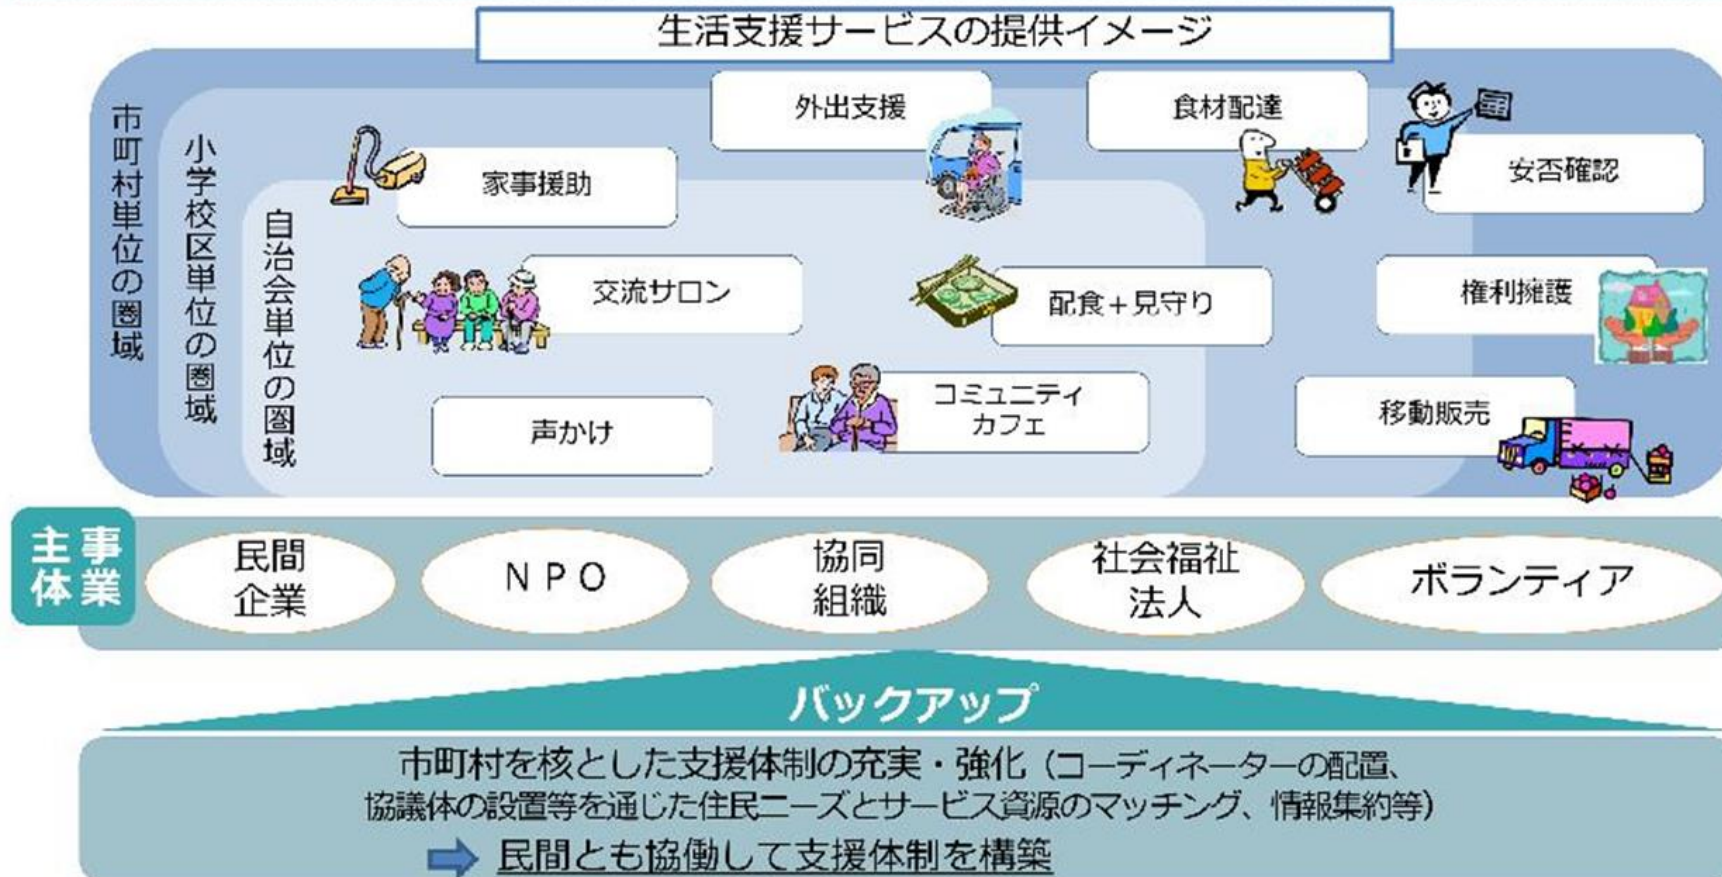 生活支援サービスの提供イメージ
市町村単位の圏域
小学校区単位の圏域
自治会単位の圏域
外出支援
食材配達
安否確認
家事援助
交流サロン
配食＋見守り
権利擁護
声かけ
コミュニティ
カフェ
移動販売
事業
主体
民間
企業
ＮＰＯ
協同
組織
社会福祉
法人
ボランティア
バックアップ
市町村を核とした支援体制の充実・強化（コーディネーターの配置、
協議体の設置等を通じた住民ニーズとサービス資源のマッチング、情報集約等）
➡ 民間とも協働して支援体制を構築